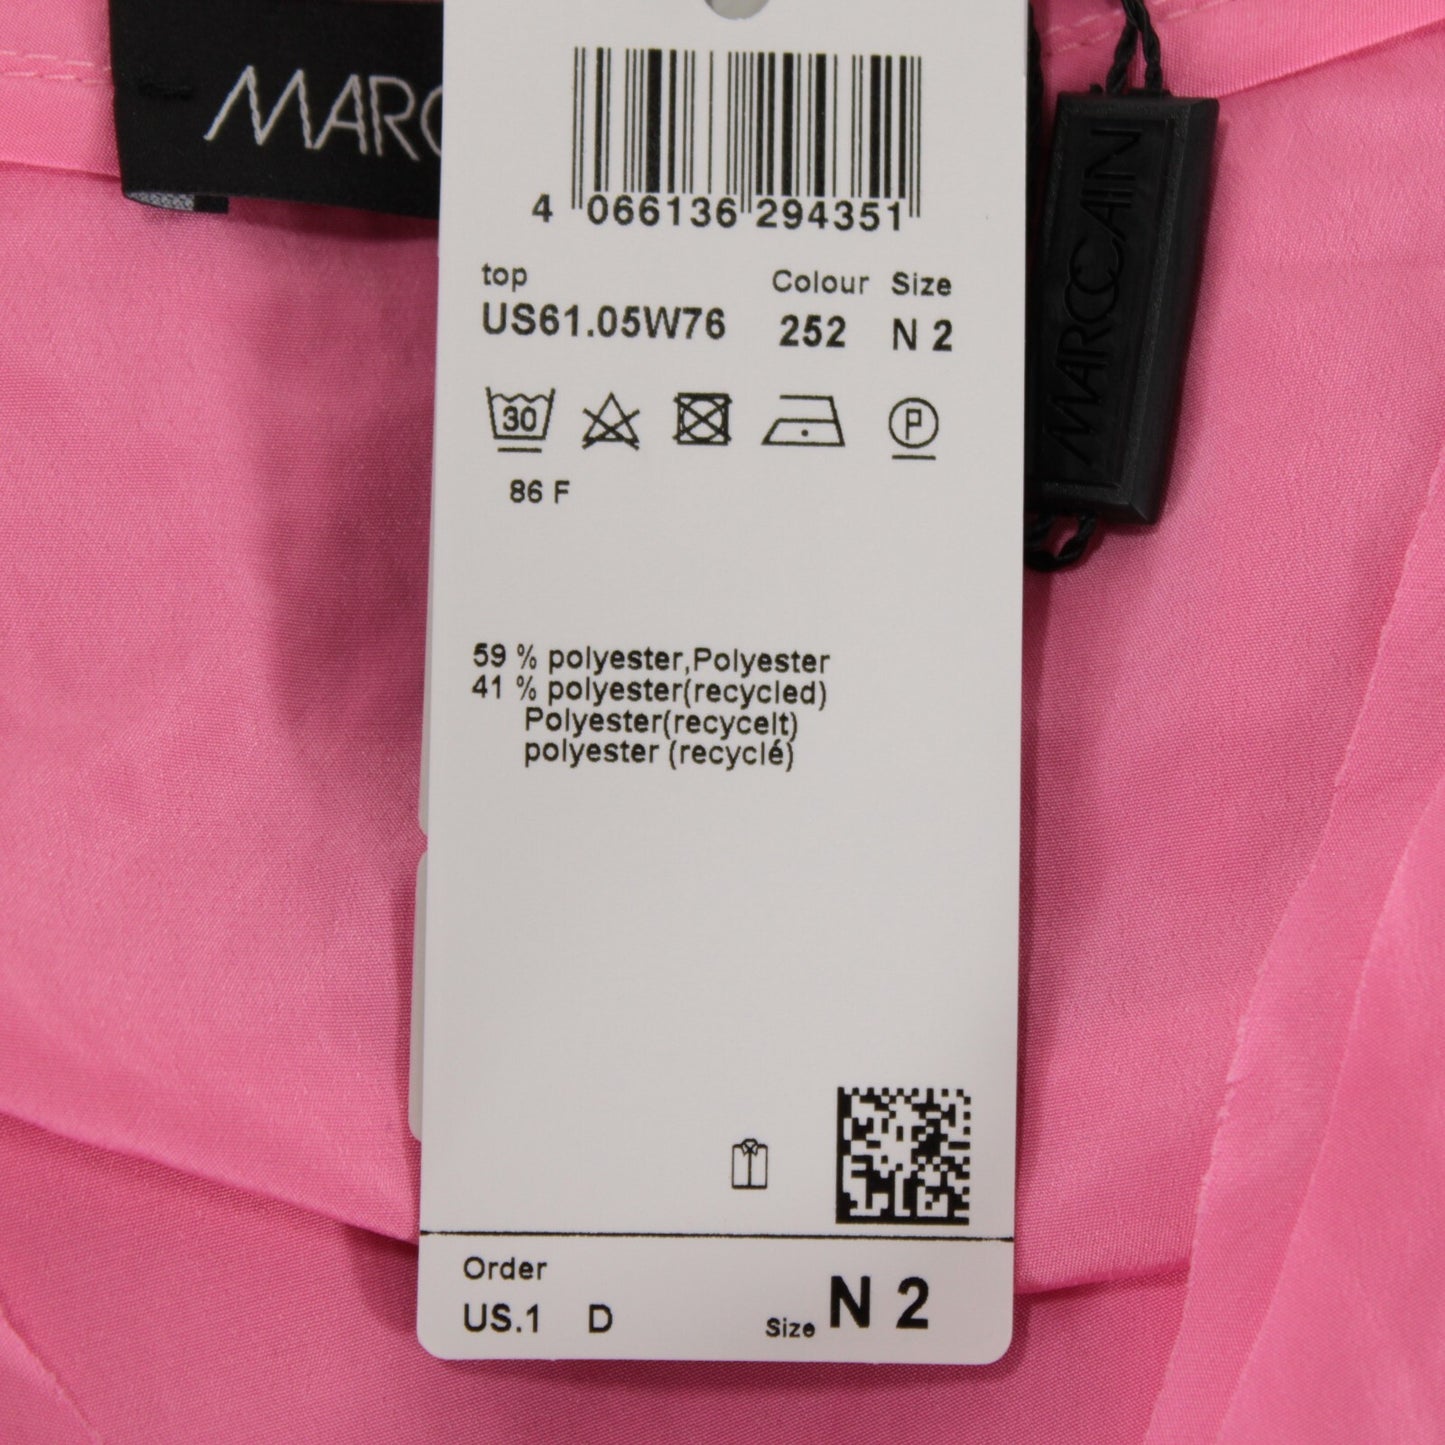 MARC
4 066136 294351
top Colour Size
US61.05W76 252 N 2
30
P
86 F
59 % polyester,Polyester
41 % polyester(recycled)
Polyester(recycelt)
polyester (recyclé)
Order
US.1 D Size N 2
MARCCAIN